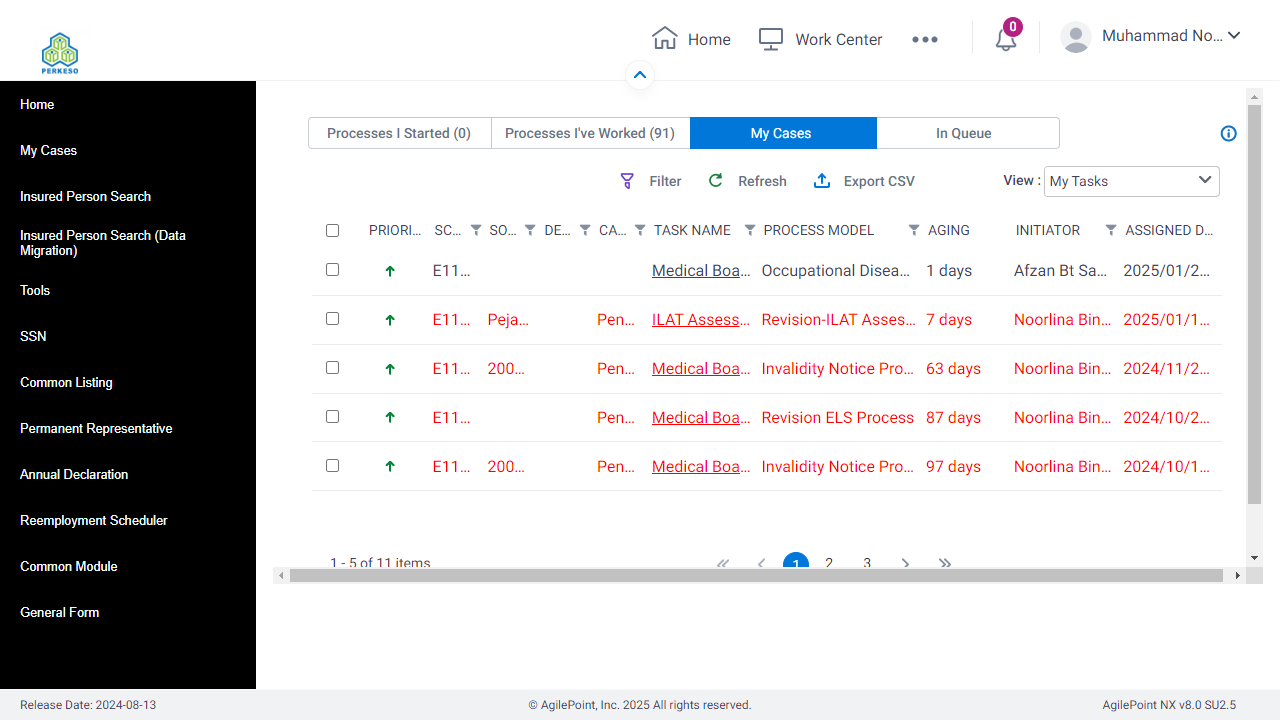 PERKESO
Home
Work Center
0
Muhammad No...
Home
My Cases
Insured Person Search
Insured Person Search (Data
Migration)
Tools
SSN
Common Listing
Permanent Representative
Annual Declaration
Reemployment Scheduler
Common Module
General Form
Processes I Started (0)
Processes I've Worked (91)
My Cases
In Queue
Filter
Refresh
Export CSV
View :
My Tasks
PRIORI... SC... SO... DE... CA... TASK NAME PROCESS MODEL AGING INITIATOR ASSIGNED D...
E11... Medical Boa... Occupational Disea... 1 days Afzan Bt Sa... 2025/01/2...
E11... Peja... Pen... ILAT Assess... Revision-ILAT Asses... 7 days Noorlina Bin... 2025/01/1...
E11... 200... Pen... Medical Boa... Invalidity Notice Pro... 63 days Noorlina Bin... 2024/11/2...
E11... Pen... Medical Boa... Revision ELS Process 87 days Noorlina Bin... 2024/10/2...
E11... 200... Pen... Medical Boa... Invalidity Notice Pro... 97 days Noorlina Bin... 2024/10/1...
1 - 5 of 11 items
1 2 3
Release Date: 2024-08-13
© AgilePoint, Inc. 2025 All rights reserved.
AgilePoint NX v8.0 SU2.5